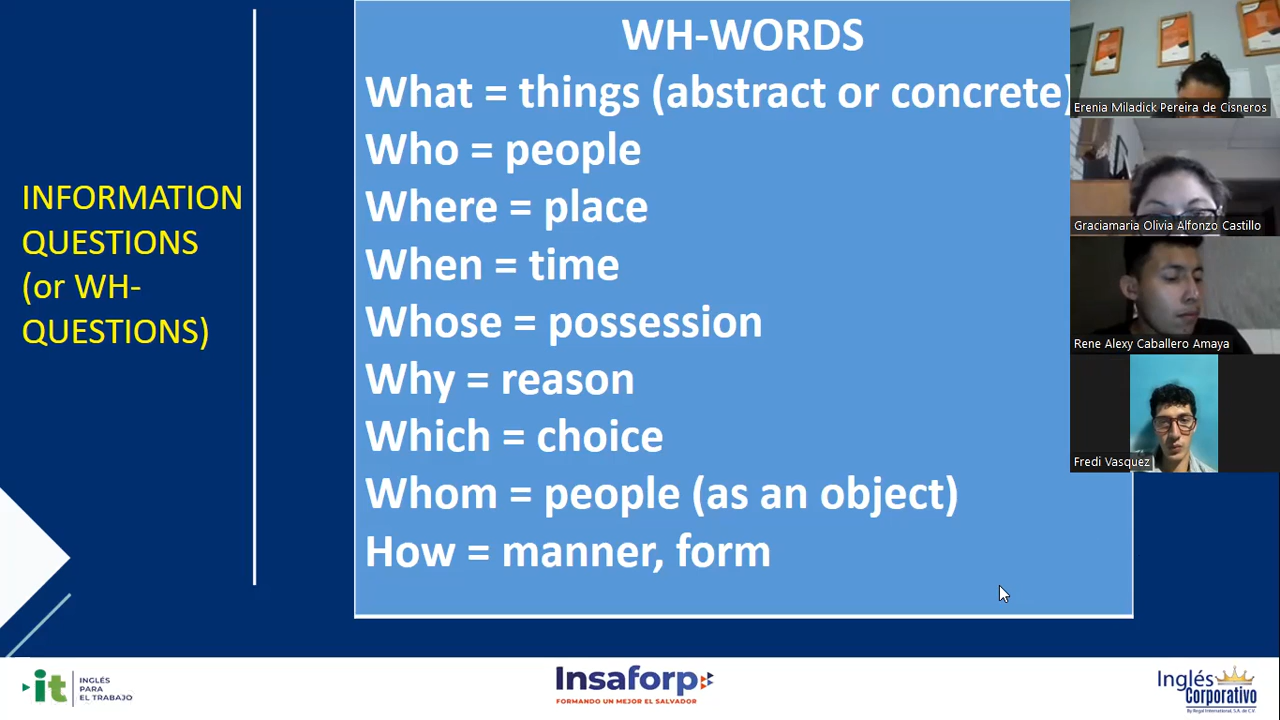 INFORMATION
QUESTIONS
(or WH-
QUESTIONS)
WH-WORDS
What = things (abstract or concrete)
Who = people
Where = place
When = time
Whose = possession
Why = reason
Which = choice
Whom = people (as an object)
How = manner, form
Erenia Miladick Pereira de Cisneros
Graciamaria Olivia Alfonzo Castillo
Rene Alexy Caballero Amaya
Fredi Vasquez
it
INGLÉS
PARA
EL TRABAJO
Insaforp
FORMANDO UN MEJOR EL SALVADOR
Inglés
Corporativo
By Regal International, S.A. de C.V.